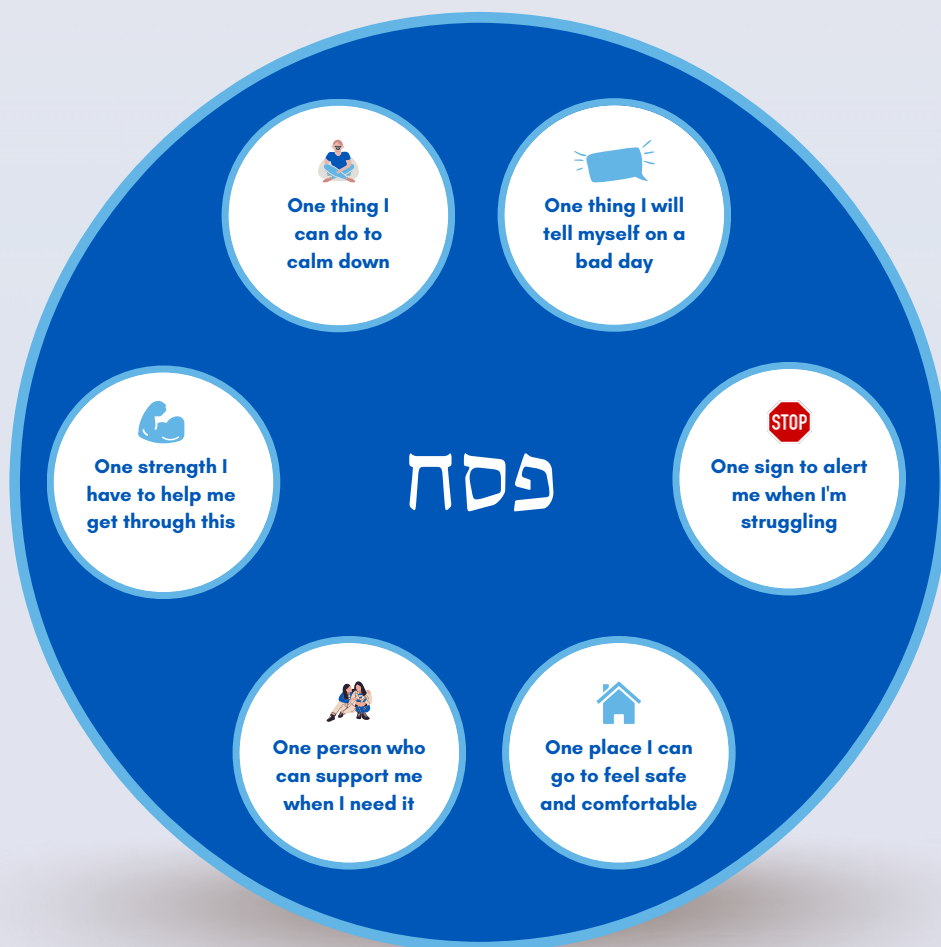 One thing I
can do to
calm down
One thing I will
tell myself on a
bad day
One strength I
have to help me
get through this
פסח
STOP
One sign to alert
me when I'm
struggling
One person who
can support me
when I need it
One place I can
go to feel safe
and comfortable